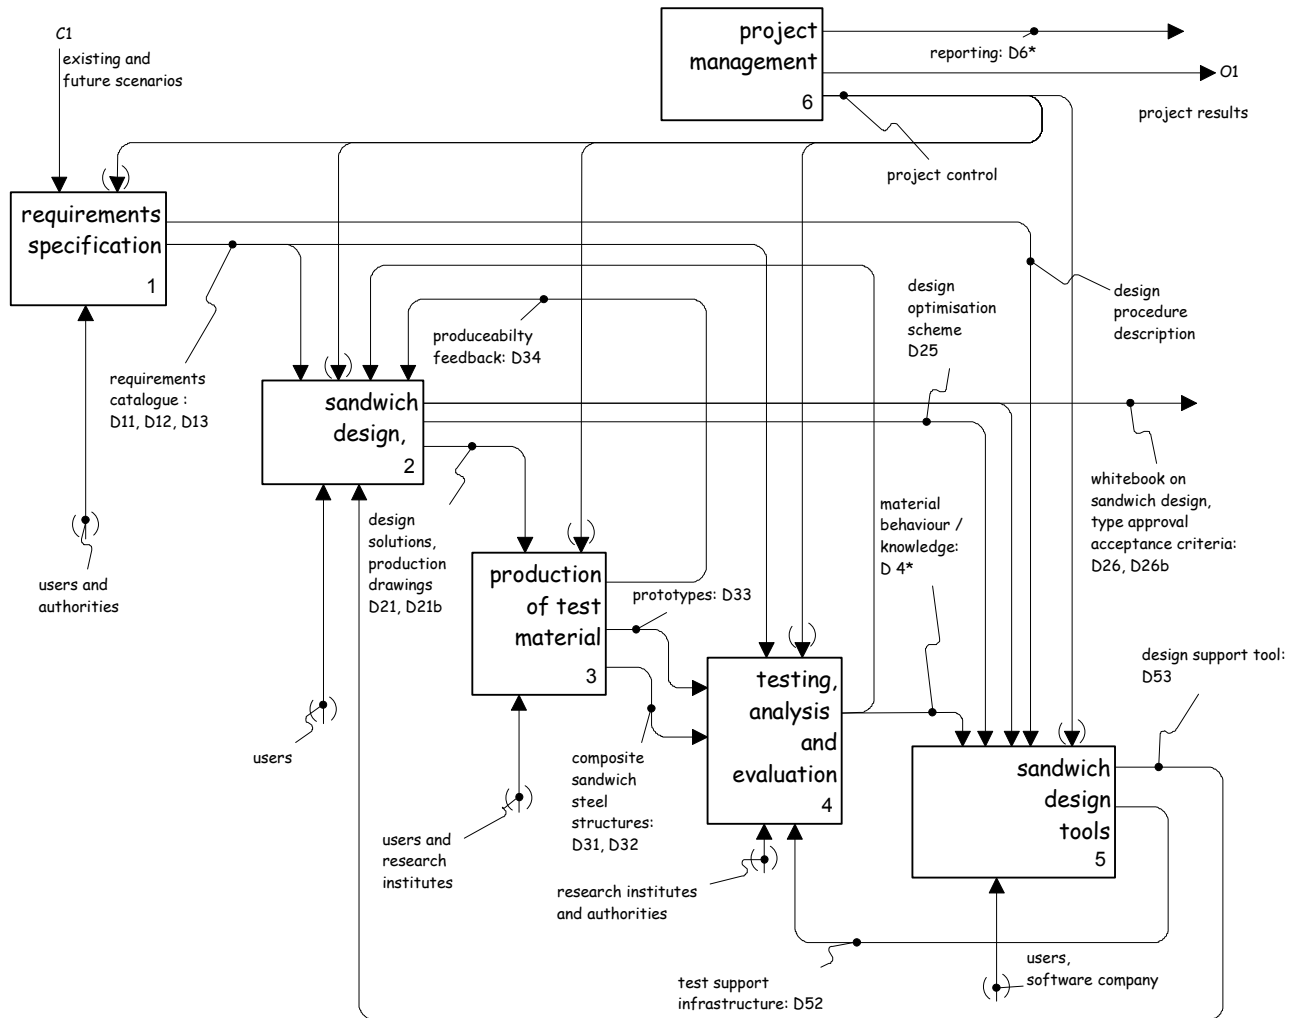 C1
existing and
future scenarios
project
management
6
reporting: D6*
O1
project results
project control
requirements
specification
1
design
optimisation
scheme
D25
design
procedure
description
produceabilty
feedback: D34
requirements
catalogue :
D11, D12, D13
sandwich
design,
2
whitebook on
sandwich design,
type approval
acceptance criteria:
D26, D26b
material
behaviour /
knowledge:
D 4*
design
solutions,
production
drawings
D21, D21b
users and
authorities
production
of test
material
3
prototypes: D33
design support tool:
D53
testing,
analysis
and
evaluation
4
users
composite
sandwich
steel
structures:
D31, D32
sandwich
design
tools
5
users and
research
institutes
research institutes
and authorities
users,
software company
test support
infrastructure: D52